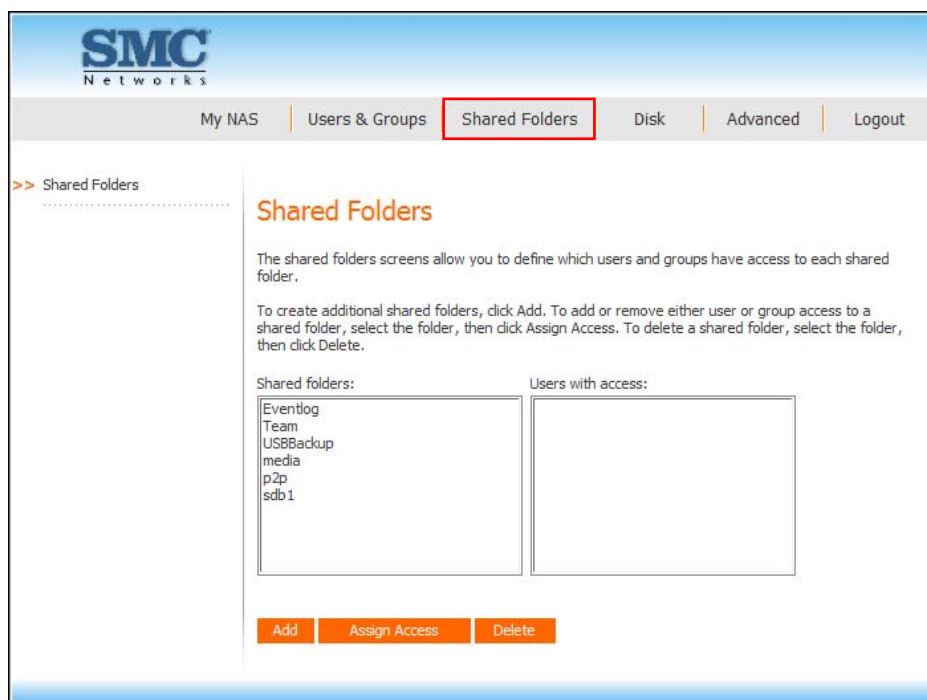 SMC
Networks
My NAS Users & Groups Shared Folders Disk Advanced Logout
>> Shared Folders
Shared Folders
The shared folders screens allow you to define which users and groups have access to each shared
folder.
To create additional shared folders, click Add. To add or remove either user or group access to a
shared folder, select the folder, then click Assign Access. To delete a shared folder, select the folder,
then click Delete.
Shared folders: Users with access:
Eventlog
Team
USBBackup
media
p2p
sdb1
Add Assign Access Delete